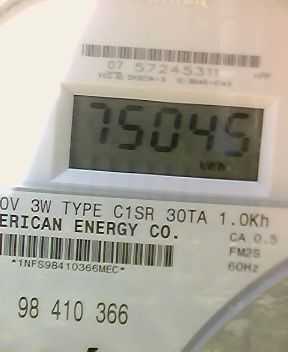 07 57245311
75045
kWh
0V 3W TYPE C1SR 30TA 1.0Kh
ERICAN ENERGY CO.
CA 0.5
FM2S
60Hz
*1NFS98410366MEC*
98 410 366